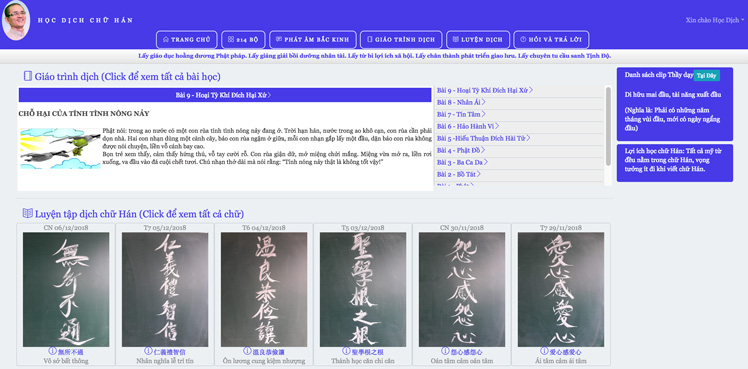 HỌC DỊCH CHỮ HÁN
Xin chào Học Dịch
TRANG CHỦ
214 BỘ
PHÁT ÂM BẮC KINH
GIÁO TRÌNH DỊCH
LUYỆN DỊCH
HỎI VÀ TRẢ LỜI
Lấy giáo dục hoằng dương Phật pháp. Lấy giảng giải bồi dưỡng nhân tài. Lấy từ bi lợi ích xã hội. Lấy chân thành phát triển giao lưu. Lấy chuyên tu cầu sanh Tịnh Độ.
Giáo trình dịch (Click để xem tất cả bài học)
Bài 9 - Hoại Tỳ Khí Đích Hại Xử
CHỖ HẠI CỦA TÍNH TÌNH NÓNG NẢY
Phật nói: trong ao nước có một con rùa tính tình nóng nảy đang ở. Trời hạn hán, nước trong ao khô cạn, con rùa cần phải
dọn nhà. Hai con nhạn dùng một cành cây, bảo con rùa ngậm ở giữa, mỗi con nhạn gắp lấy một đầu, dặn bảo con rùa không
được nói chuyện, liền vỗ cánh bay cao.
Bọn trẻ xem thấy, cảm thấy hứng thú, vỗ tay cười rỗ. Con rùa giận dữ, mở miệng chửi mắng. Miệng vừa mở ra, liền rơi
xuống, va đầu vào đá cuội chết tươi. Chú nhạn thở dài mà nói rằng: "Tính nóng nảy thật là không tốt vậy!"
Bài 9 - Hoại Tỳ Khí Đích Hại Xử
Bài 8 - Nhân Ái
Bài 7 - Tín Tâm
Bài 6 - Hảo Hành Vi
Bài 5 -Hiếu Thuận Đích Hài Tử
Bài 4 - Phật Đồ
Bài 3 - Ba Ca Da
Bài 2 - Bồ Tát
Danh sách clip Thầy dạy Tại Đây
Di hữu mai đầu, tài năng xuất đầu
(Nghĩa là: Phải có những năm
tháng vùi đầu, mới có ngày ngẩng
đầu)
Lợi ích học chữ Hán: Tất cả mỹ từ
đều nằm trong chữ Hán, vọng
tưởng ít đi khi viết chữ Hán.
Luyện tập dịch chữ Hán (Click để xem tất cả chữ)
CN 06/12/2018
T7 05/12/2018
T6 04/12/2018
T5 03/12/2018
CN 30/11/2018
T7 29/11/2018
無所不通
仁義禮智信
溫良恭儉讓
聖學根之根
怨心感怨心
愛心感愛心
無所不通
仁義禮智信
溫良恭儉讓
聖學根之根
怨心感怨心
愛心感愛心
Vô sở bất thông
Nhân nghĩa lễ trí tín
Ôn lương cung kiệm nhượng
Thánh học căn chi căn
Oán tâm cảm oán tâm
Ái tâm cảm ái tâm